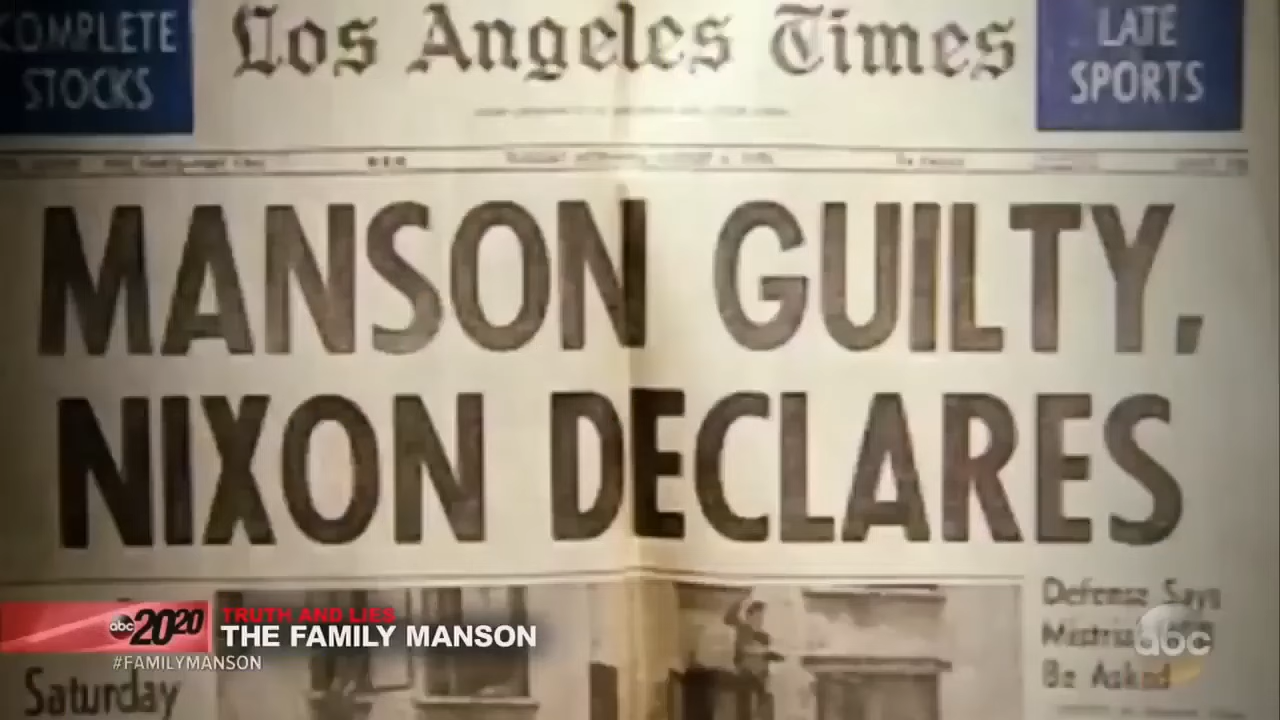 COMPLETE
STOCKS
Los Angeles Times
LATE
SPORTS
MANSON GUILTY,
NIXON DECLARES
Defense Says
Be Asked
Saturday
abc 20/20
TRUTH AND LIES
THE FAMILY MANSON
#FAMILYMANSON
abc